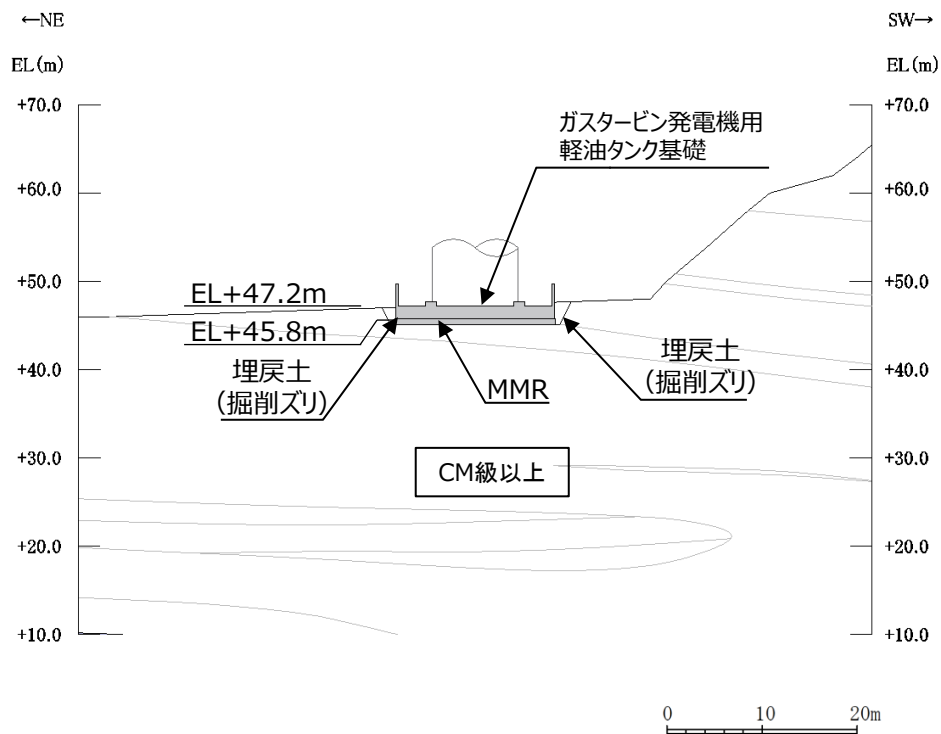 ←NE
SW→
EL(m)
EL(m)
+70.0
+70.0
ガスタービン発電機用
軽油タンク基礎
+60.0
+60.0
+50.0
+50.0
EL+47.2m
EL+45.8m
埋戻土
(掘削ズリ)
MMR
埋戻土
(掘削ズリ)
+40.0
+40.0
+30.0
+30.0
CM級以上
+20.0
+20.0
+10.0
+10.0
0 10 20m